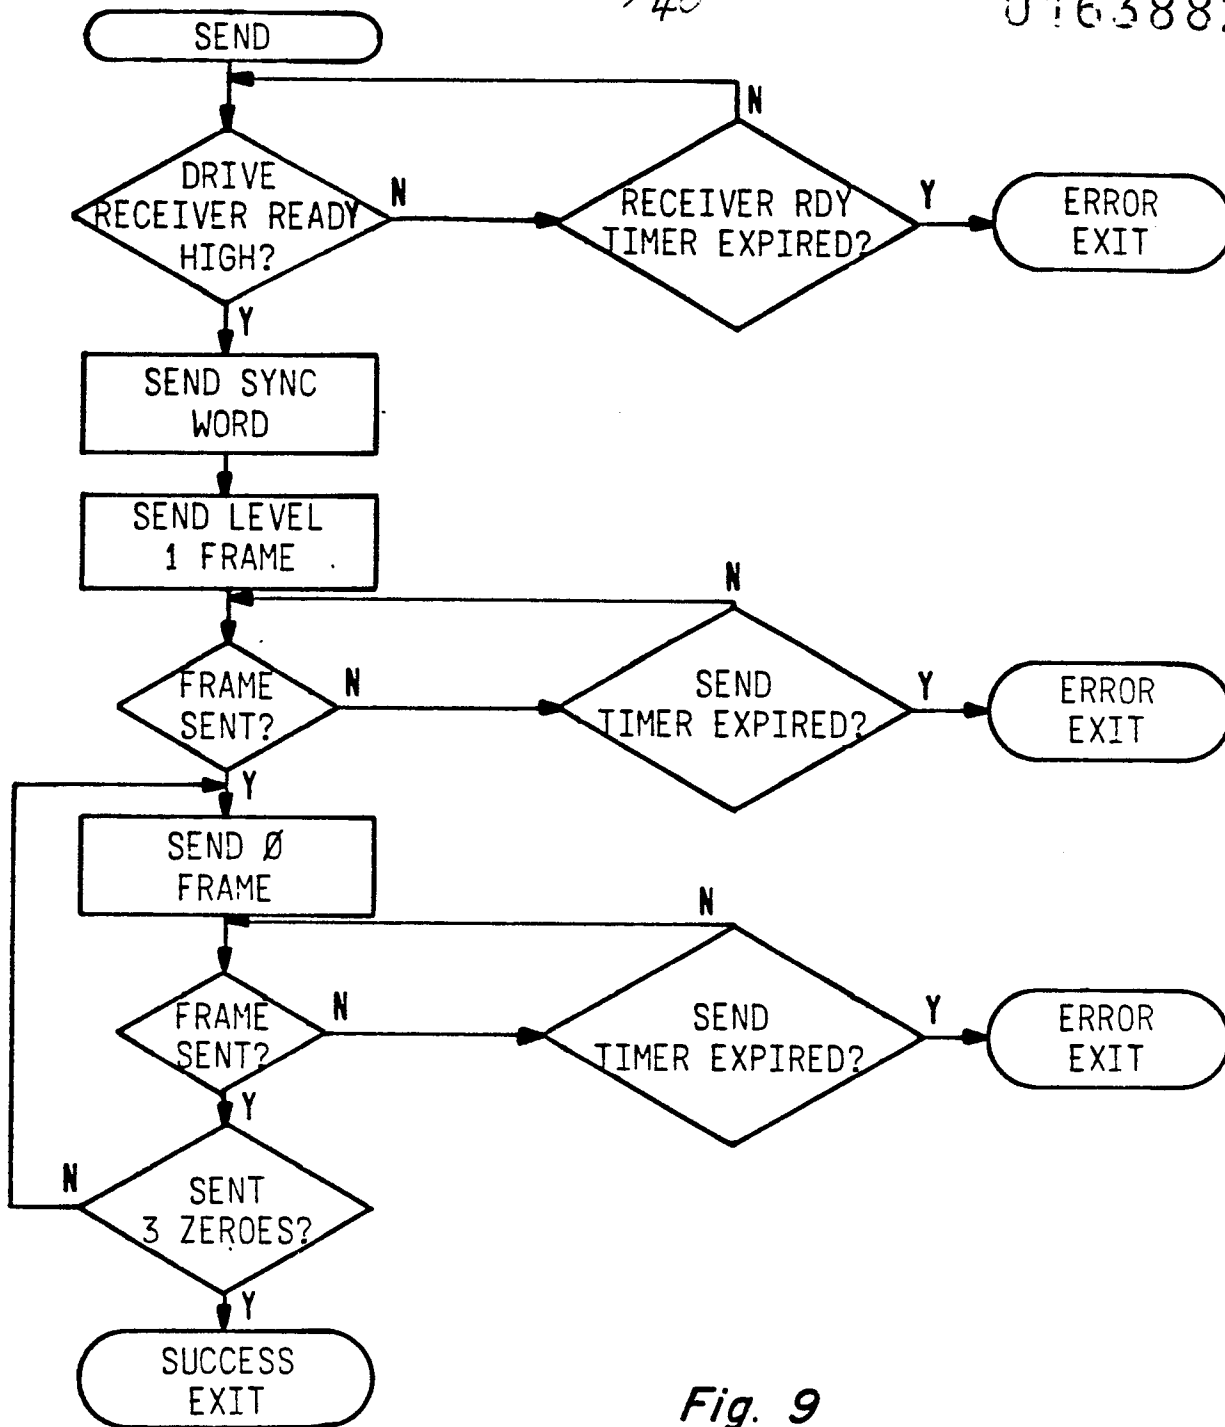 SEND
N
DRIVE
RECEIVER READY
HIGH?
N
RECEIVER RDY
TIMER EXPIRED?
Y
ERROR
EXIT
Y
SEND SYNC
WORD
SEND LEVEL
1 FRAME
N
FRAME
SENT?
N
SEND
TIMER EXPIRED?
Y
ERROR
EXIT
Y
SEND Ø
FRAME
N
FRAME
SENT?
N
SEND
TIMER EXPIRED?
Y
ERROR
EXIT
Y
N
SENT
3 ZEROES?
Y
SUCCESS
EXIT
Fig. 9